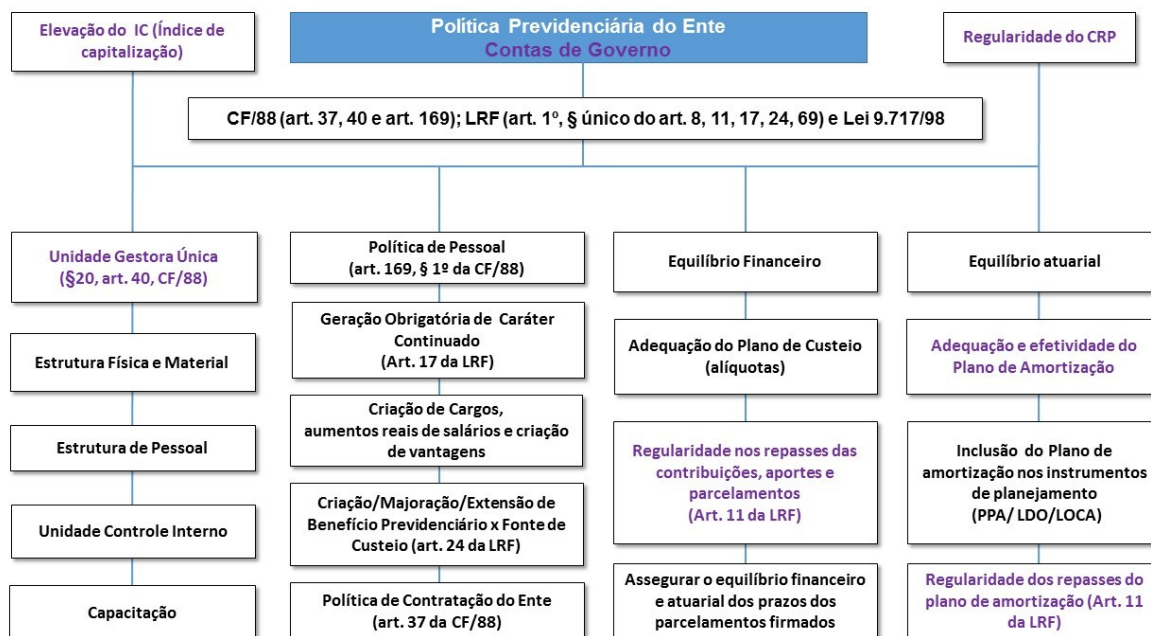 Elevação do IC (Índice de
capitalização)
Política Previdenciária do Ente
Contas de Governo
Regularidade do CRP
CF/88 (art. 37, 40 e art. 169); LRF (art. 1º, § único do art. 8, 11, 17, 24, 69) e Lei 9.717/98
Unidade Gestora Única
(§20, art. 40, CF/88)
Estrutura Física e Material
Estrutura de Pessoal
Unidade Controle Interno
Capacitação
Política de Pessoal
(art. 169, § 1º da CF/88)
Geração Obrigatória de Caráter
Continuado
(Art. 17 da LRF)
Criação de Cargos,
aumentos reais de salários e criação
de vantagens
Criação/Majoração/Extensão de
Benefício Previdenciário x Fonte de
Custeio (art. 24 da LRF)
Política de Contratação do Ente
(art. 37 da CF/88)
Equilíbrio Financeiro
Adequação do Plano de Custeio
(alíquotas)
Regularidade nos repasses das
contribuições, aportes e
parcelamentos
(Art. 11 da LRF)
Assegurar o equilíbrio financeiro
e atuarial dos prazos dos
parcelamentos firmados
Equilíbrio atuarial
Adequação e efetividade do
Plano de Amortização
Inclusão do Plano de
amortização nos instrumentos
de planejamento
(PPA/ LDO/LOCA)
Regularidade dos repasses do
plano de amortização (Art. 11
da LRF)